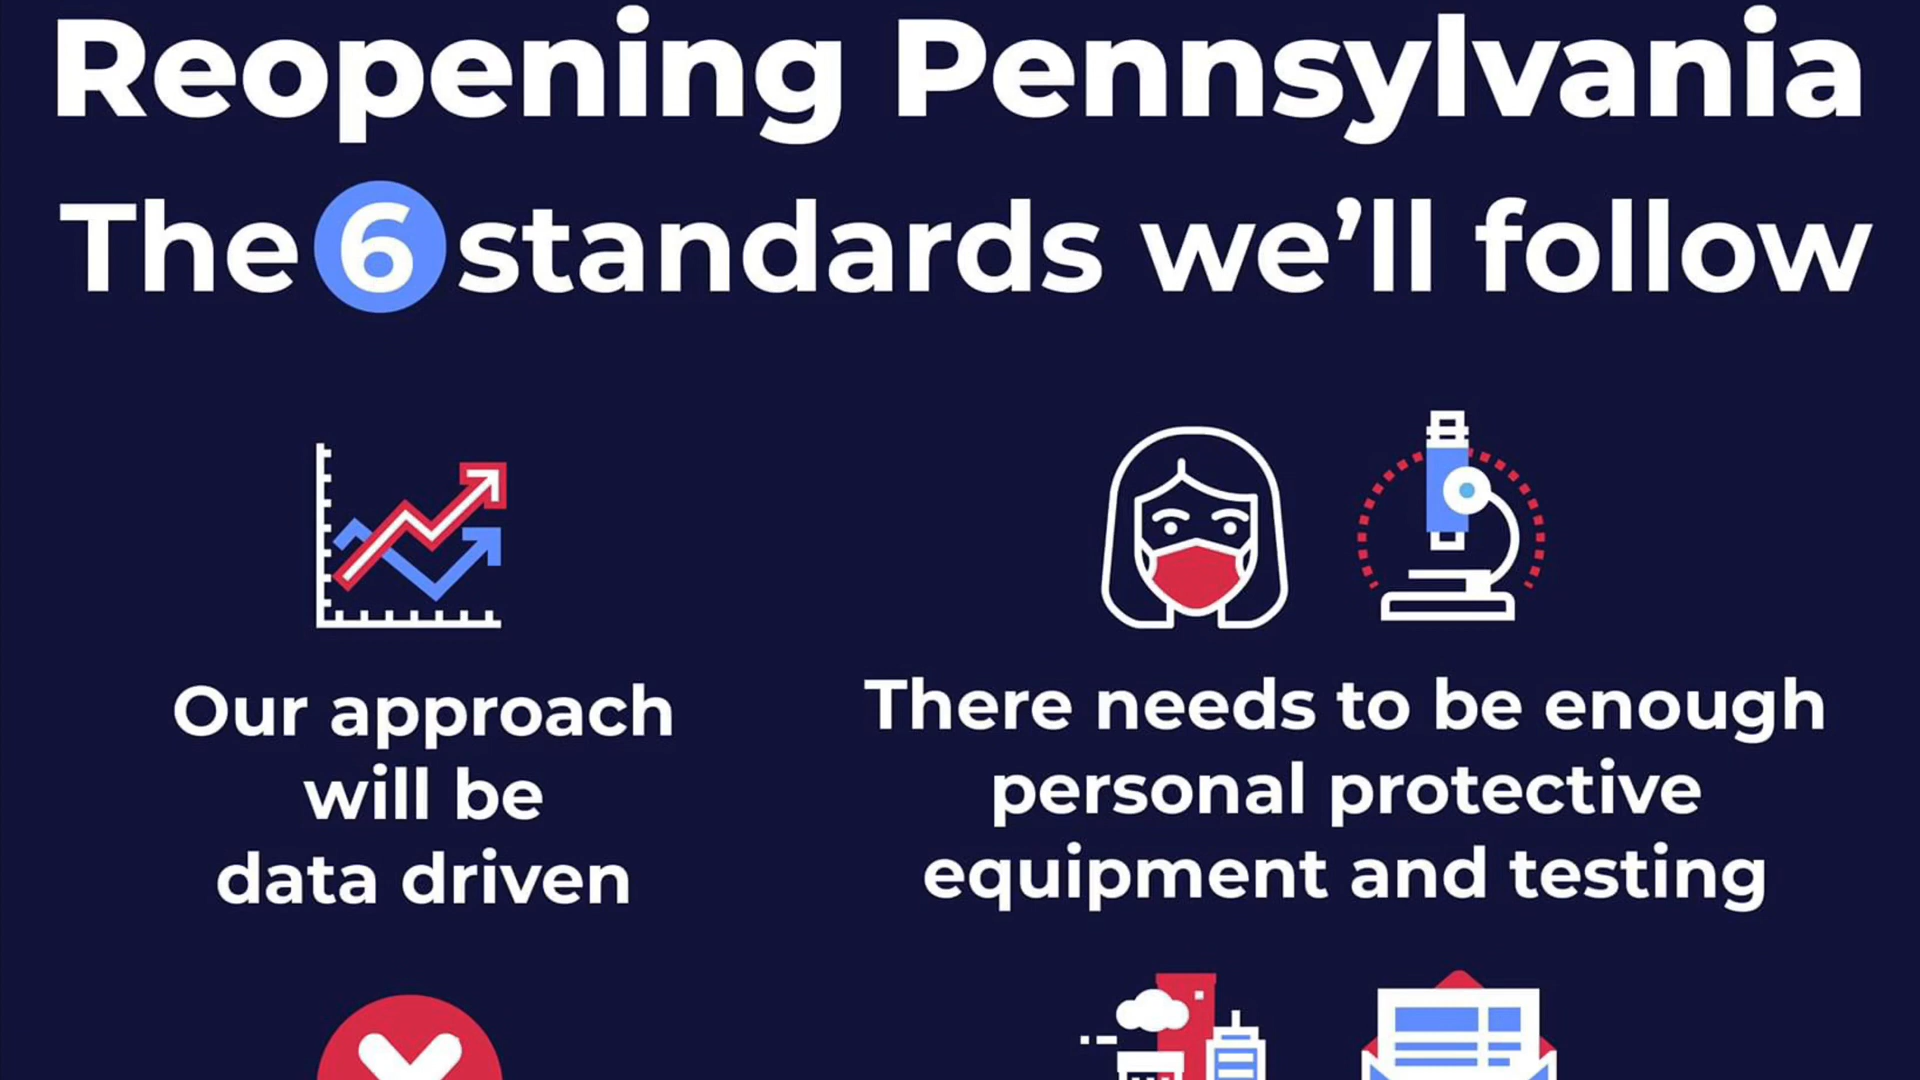 Reopening Pennsylvania
The 6 standards we'll follow
Our approach
will be
data driven
There needs to be enough
personal protective
equipment and testing